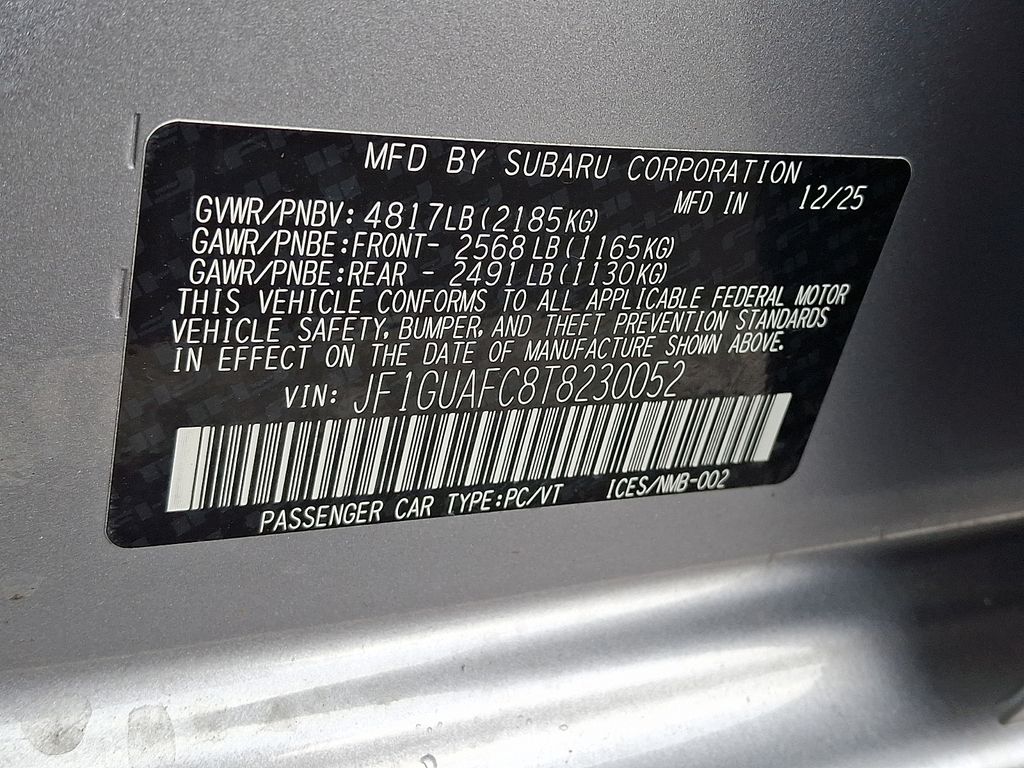 MFD BY SUBARU CORPORATION
MFD IN 12/25
GVWR/PNBV: 4817LB(2185KG)
GAWR/PNBE:FRONT- 2568LB(1165KG)
GAWR/PNBE:REAR - 2491LB(1130KG)
THIS VEHICLE CONFORMS TO ALL APPLICABLE FEDERAL MOTOR
VEHICLE SAFETY, BUMPER, AND THEFT PREVENTION STANDARDS
IN EFFECT ON THE DATE OF MANUFACTURE SHOWN ABOVE.
VIN: JF1GUAFC8T8230052
PASSENGER CAR TYPE:PC/VT ICES/NMB-002